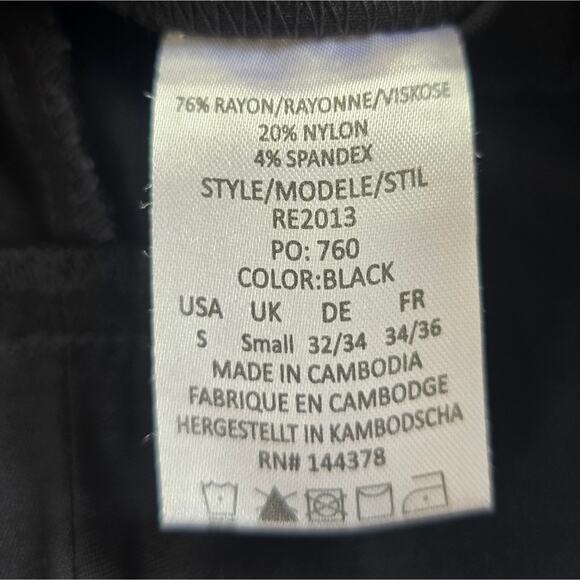 76% RAYON/RAYONNE/VISKOSE
20% NYLON
4% SPANDEX
STYLE/MODELE/STIL
RE2013
PO: 760
COLOR:BLACK
USA UK DE FR
S Small 32/34 34/36
MADE IN CAMBODIA
FABRIQUE EN CAMBODGE
HERGESTELLT IN KAMBODSCHA
RN# 144378